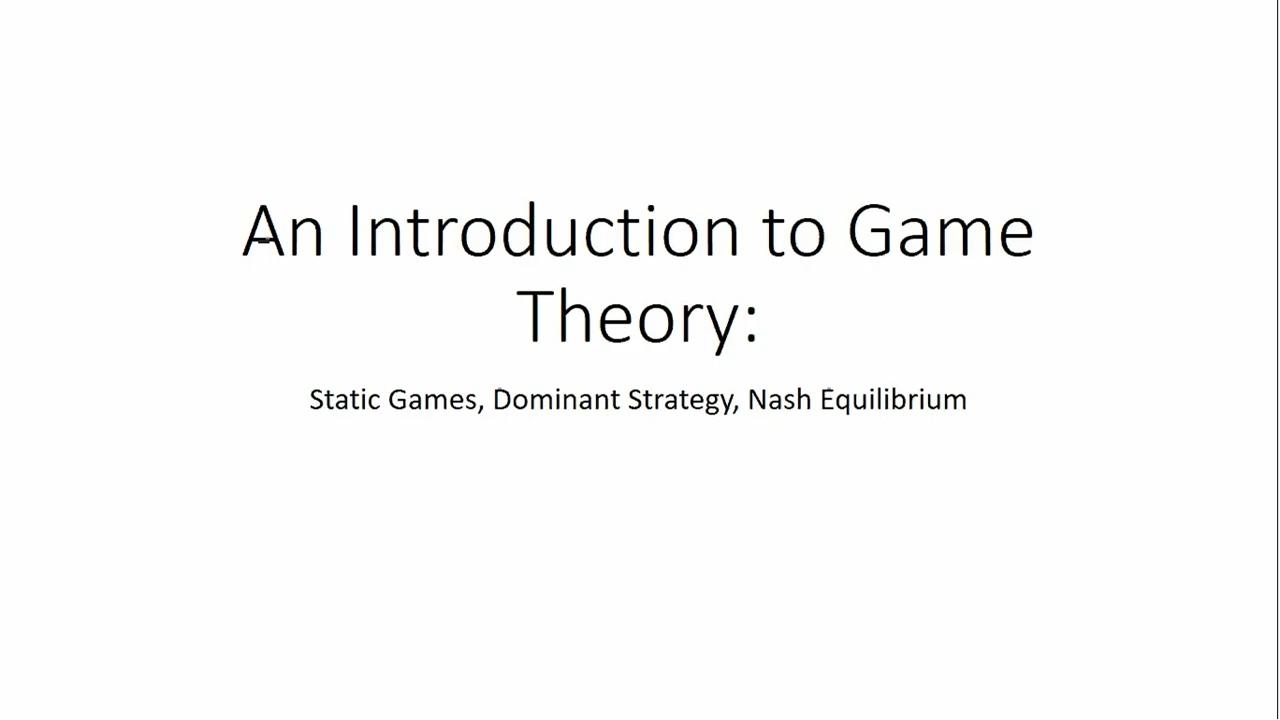 An Introduction to Game
Theory:
Static Games, Dominant Strategy, Nash Equilibrium